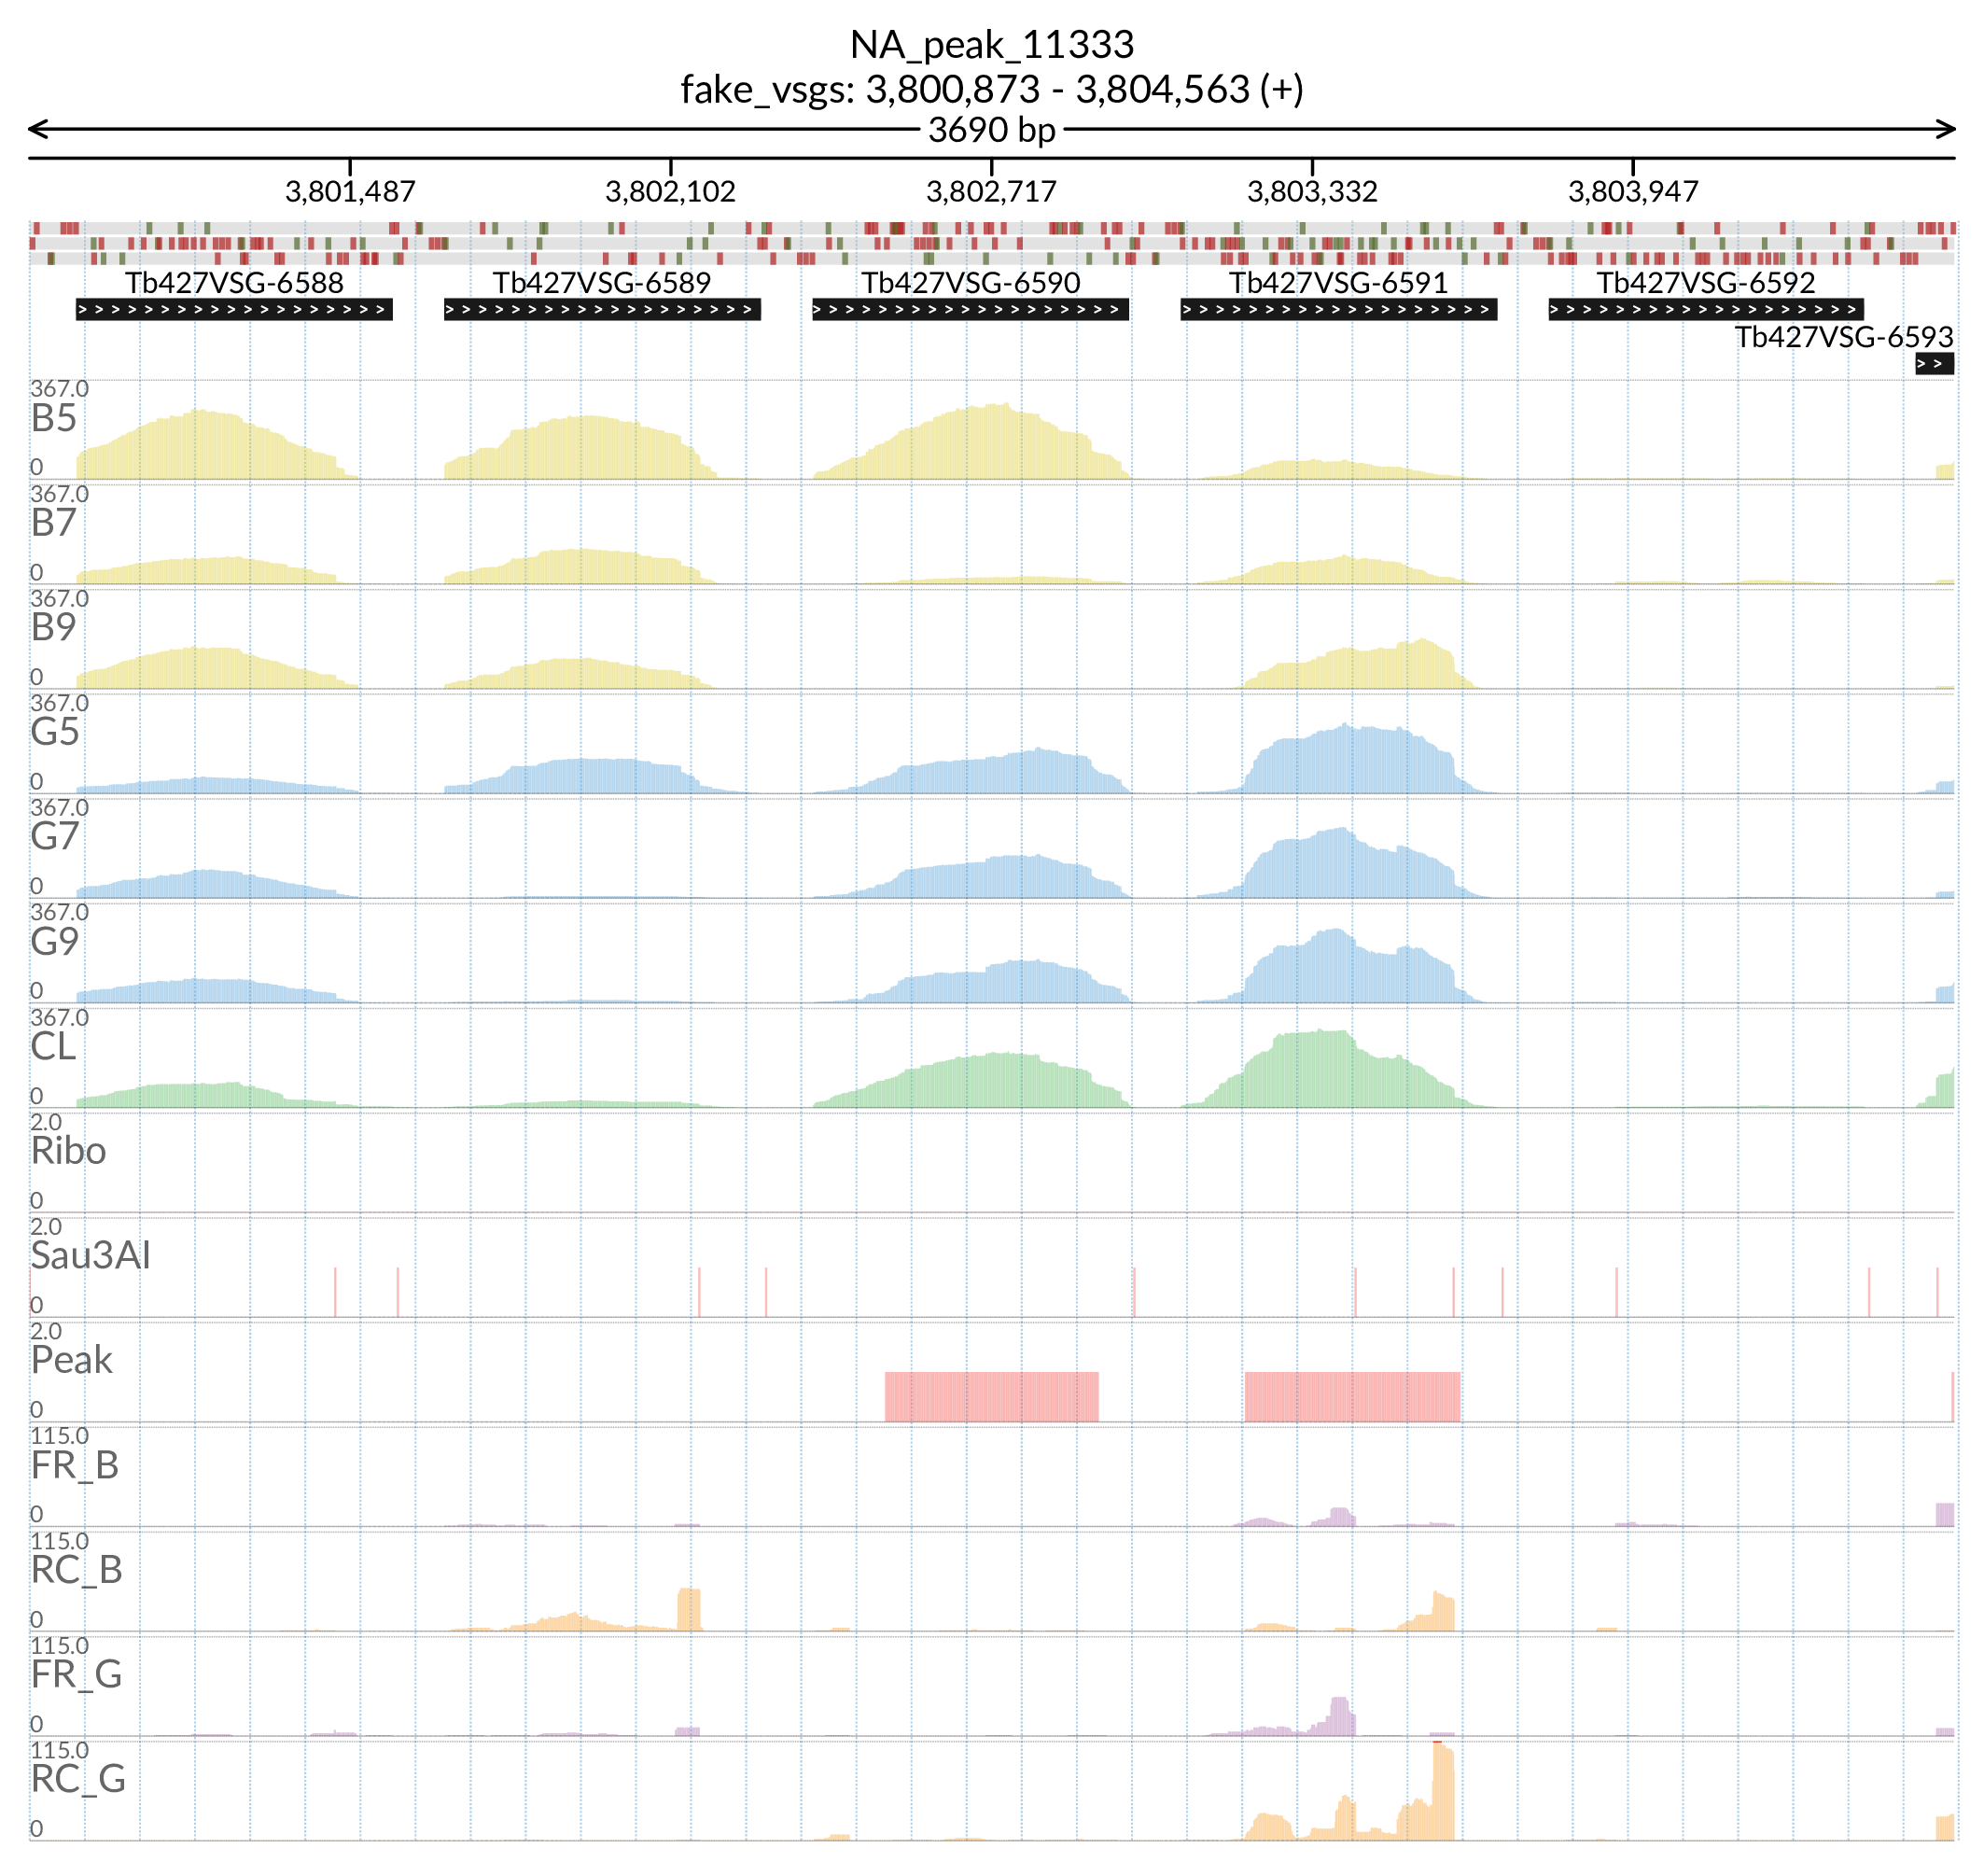 NA_peak_11333
fake_vsgs: 3,800,873 - 3,804,563 (+)
3690 bp
3,801,487 3,802,102 3,802,717 3,803,332 3,803,947
Tb427VSG-6588 Tb427VSG-6589 Tb427VSG-6590 Tb427VSG-6591 Tb427VSG-6592
Tb427VSG-6593
367.0
B5
0
367.0
B7
0
367.0
B9
0
367.0
G5
0
367.0
G7
0
367.0
G9
0
367.0
CL
0
2.0
Ribo
0
2.0
Sau3AI
0
2.0
Peak
0
115.0
FR_B
0
115.0
RC_B
0
115.0
FR_G
0
115.0
RC_G
0